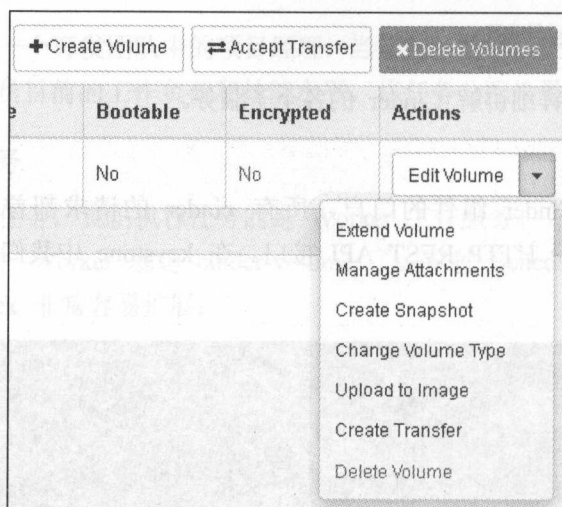 Create Volume Accept Transfer Delete Volumes
e Bootable Encrypted Actions
No No Edit Volume
Extend Volume
Manage Attachments
Create Snapshot
Change Volume Type
Upload to Image
Create Transfer
Delete Volume